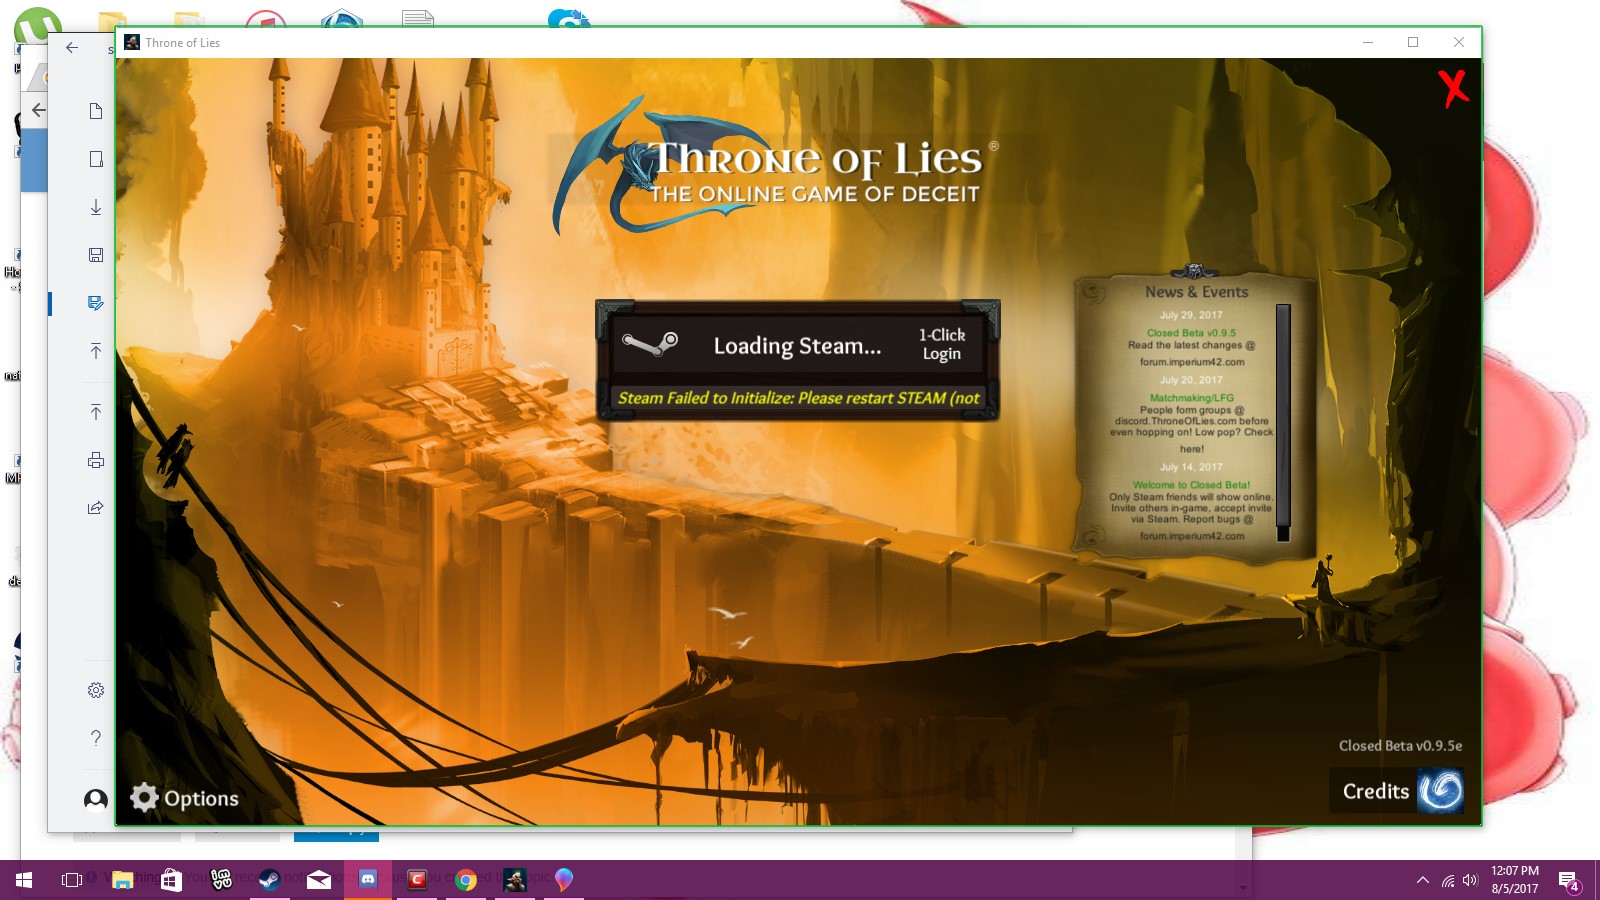 Throne of Lies
THRONE OF LIES ®
THE ONLINE GAME OF DECEIT
Loading Steam...
1-Click
Login
Steam Failed to Initialize: Please restart STEAM (not
News & Events
July 29, 2017
Closed Beta v0.9.5
Read the latest changes @
forum.imperium42.com
July 20, 2017
Matchmaking/LFG
People form groups @
discord.ThroneOfLies.com before
even hopping on! Low pop? Check
here!
July 14, 2017
Welcome to Closed Beta!
Only Steam friends will show online.
Invite others in-game, accept invite
via Steam. Report bugs @
forum.imperium42.com
Closed Beta v0.9.5e
Options
Credits
12:07 PM
8/5/2017
4